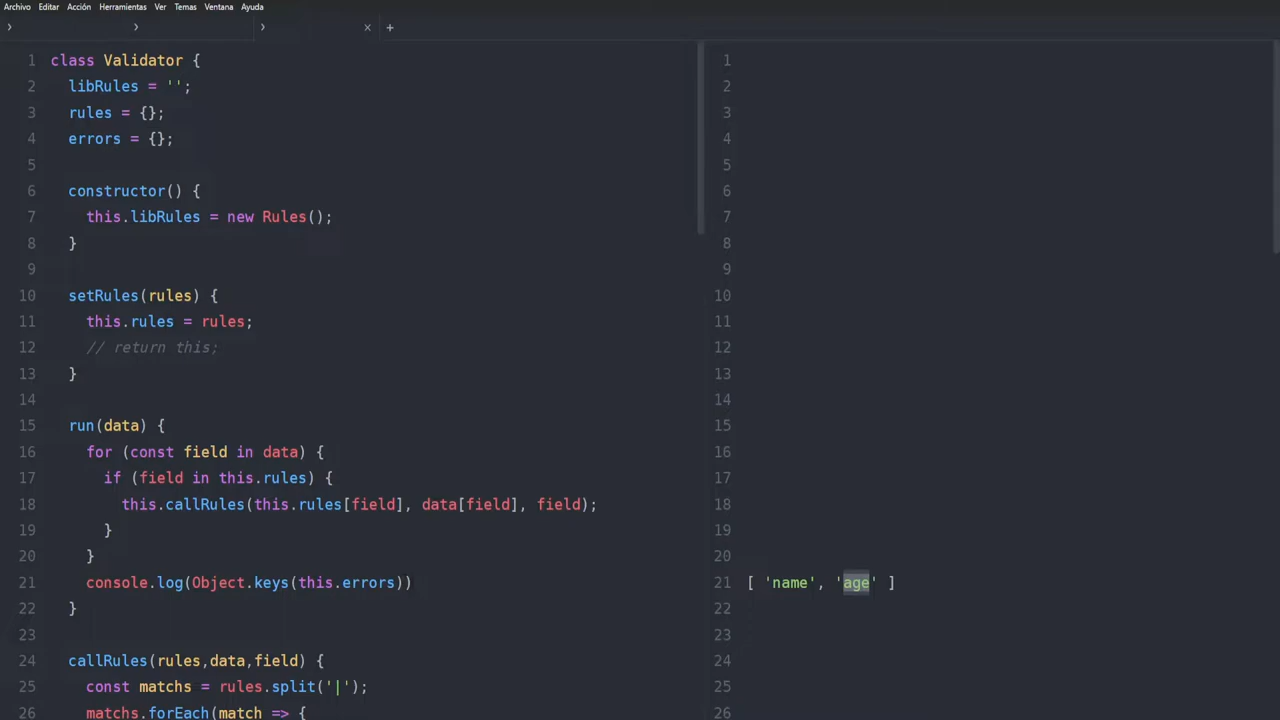 Archivo Editar Acción Herramientas Ver Temas Ventana Ayuda
› › › × +
1 class Validator {
2 libRules = '';
3 rules = {};
4 errors = {};
5
6 constructor() {
7 this.libRules = new Rules();
8 }
9
10 setRules(rules) {
11 this.rules = rules;
12 // return this;
13 }
14
15 run(data) {
16 for (const field in data) {
17 if (field in this.rules) {
18 this.callRules(this.rules[field], data[field], field);
19 }
20 }
21 console.log(Object.keys(this.errors))
22 }
23
24 callRules(rules,data,field) {
25 const matchs = rules.split('|');
26 matchs.forEach(match => {
1
2
3
4
5
6
7
8
9
10
11
12
13
14
15
16
17
18
19
20
21 [ 'name', 'age' ]
22
23
24
25
26